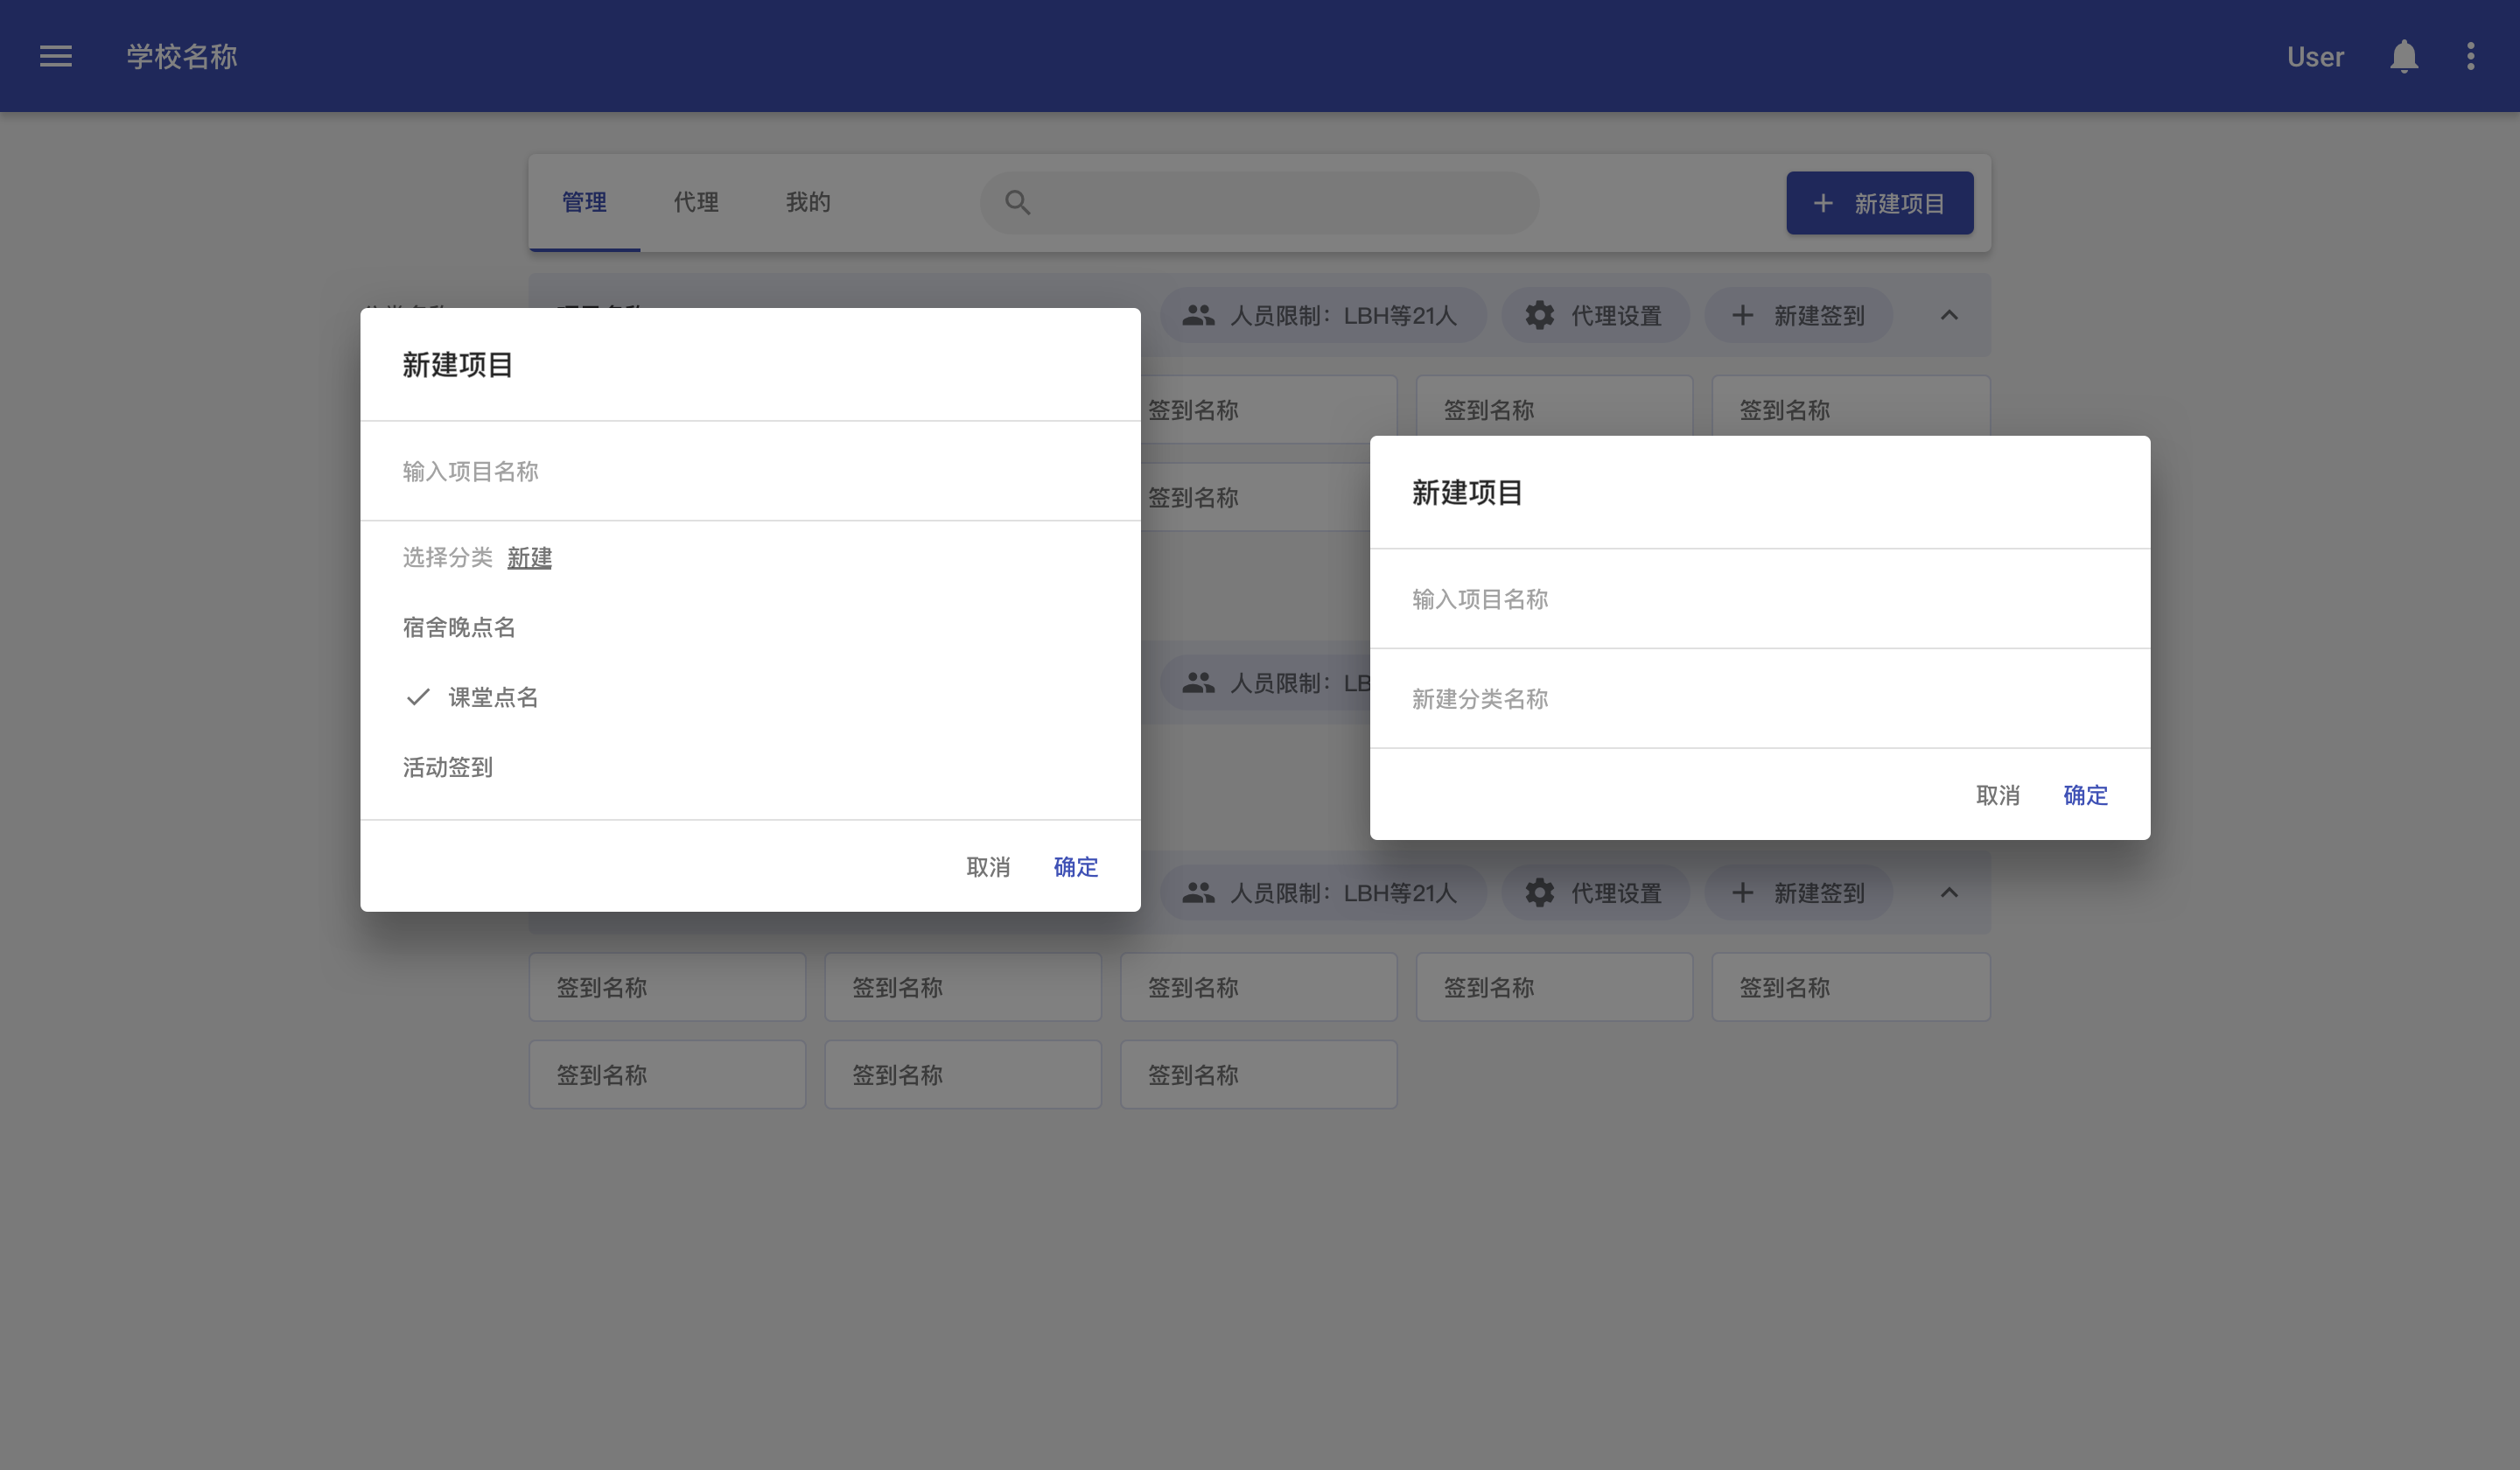 学校名称
User
管理
代理
我的
新建项目
人员限制：LBH等21人
代理设置
新建签到
签到名称
签到名称
签到名称
签到名称
新建项目
输入项目名称
选择分类 新建
宿舍晚点名
课堂点名
活动签到
取消 确定
人员限制：LB
新建项目
输入项目名称
新建分类名称
取消 确定
人员限制：LBH等21人
代理设置
新建签到
签到名称
签到名称
签到名称
签到名称
签到名称
签到名称
签到名称
签到名称